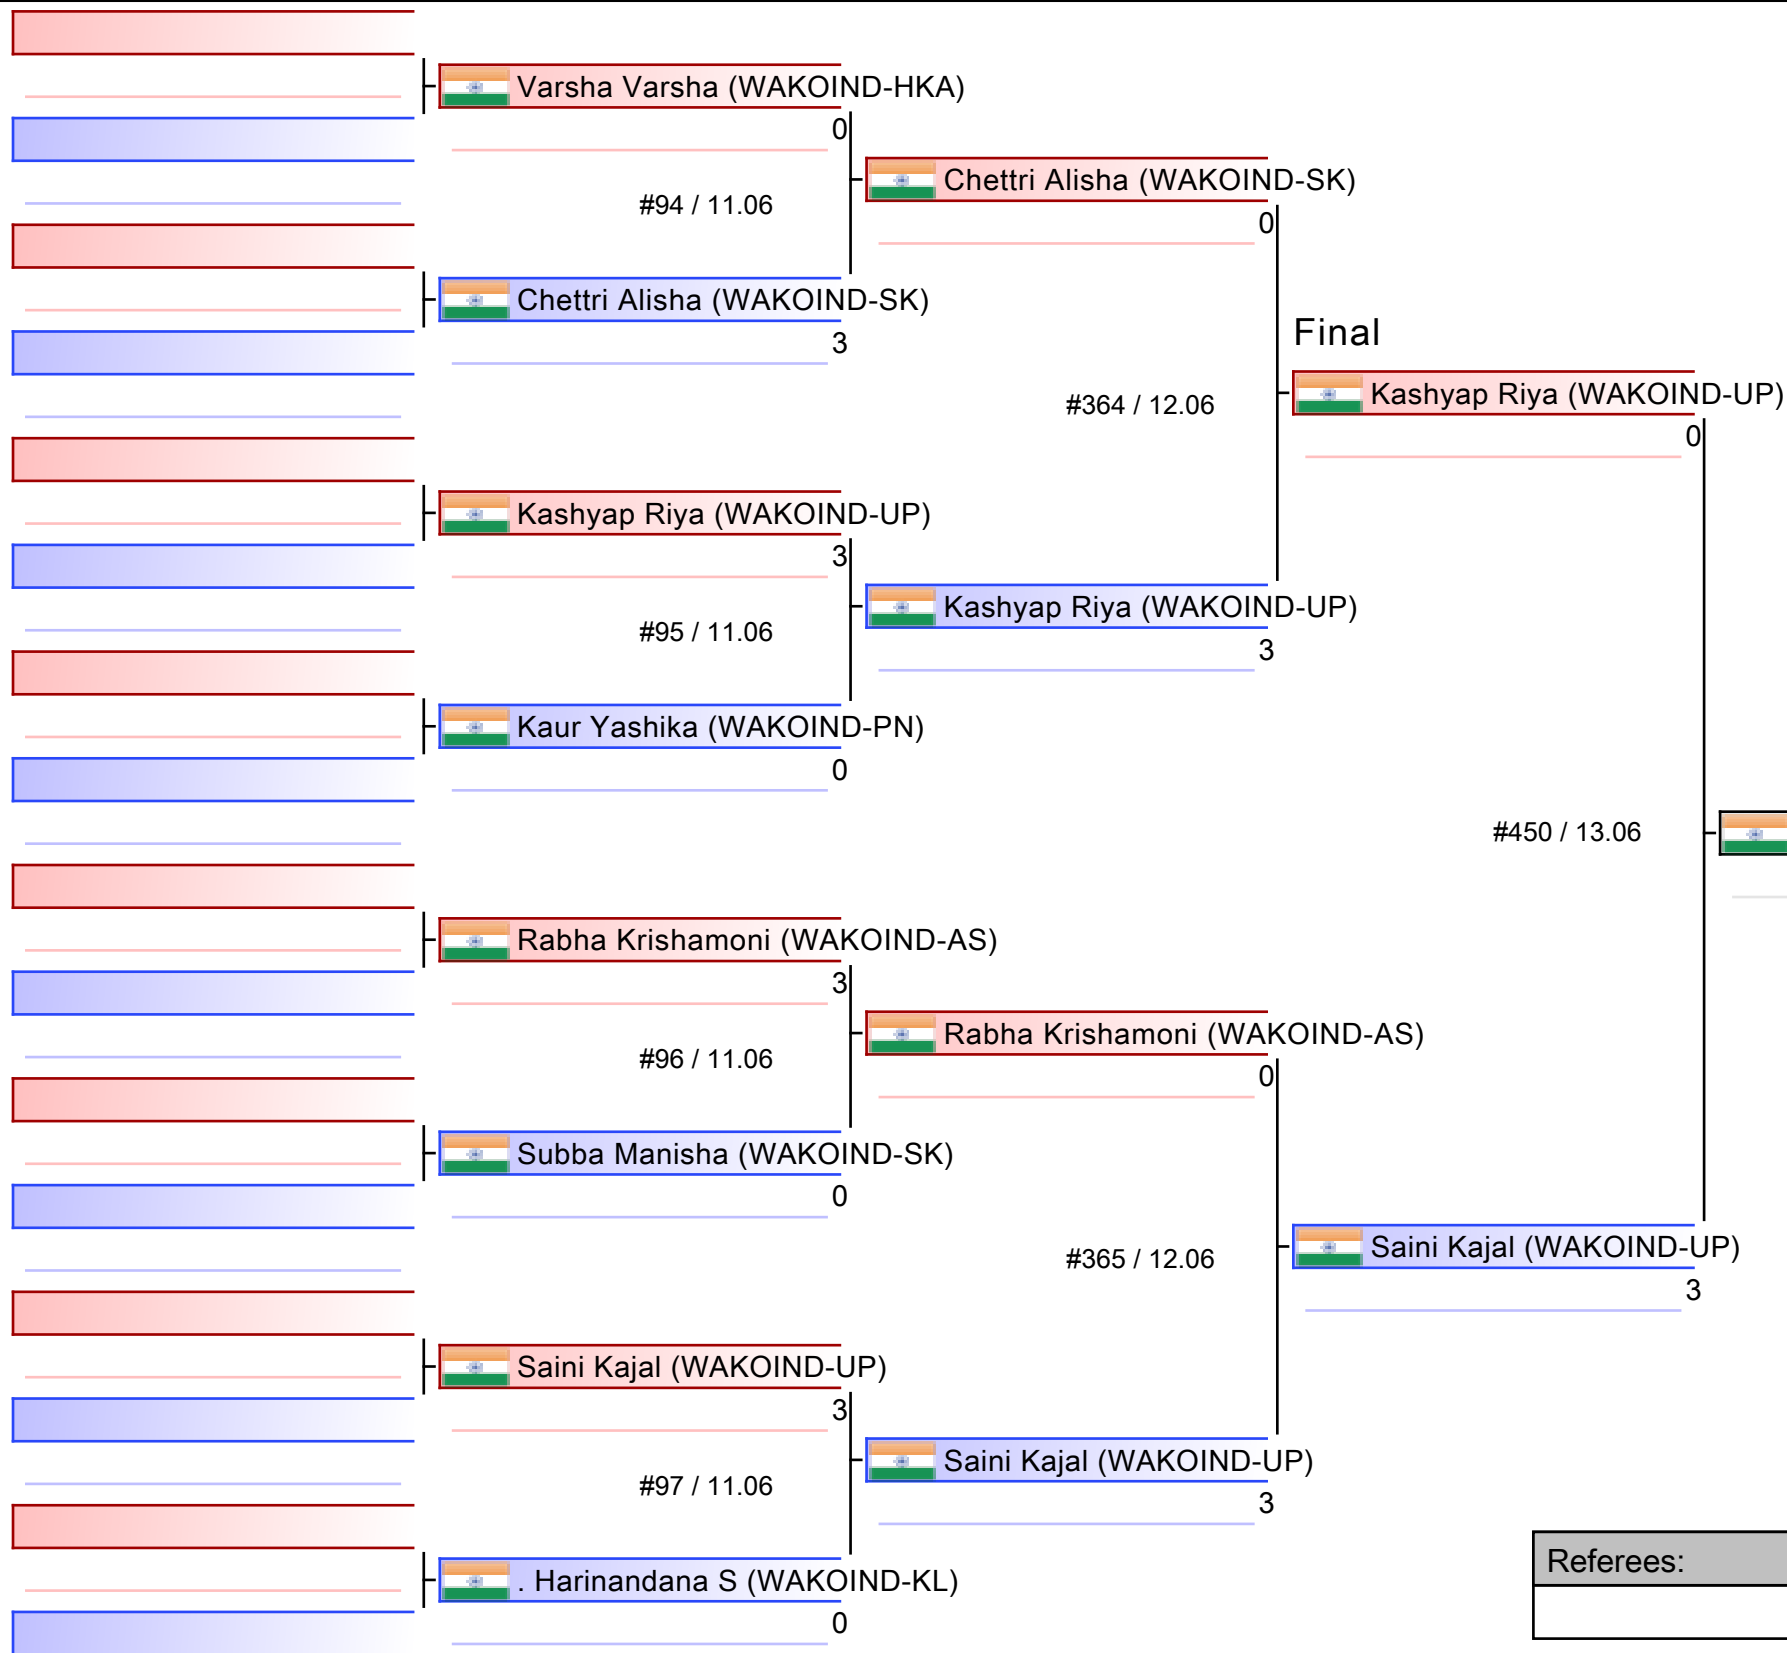 Varsha Varsha (WAKOIND-HKA)
0
#94 / 11.06
Chettri Alisha (WAKOIND-SK)
3
Kashyap Riya (WAKOIND-UP)
3
#95 / 11.06
Kaur Yashika (WAKOIND-PN)
0
Rabha Krishamoni (WAKOIND-AS)
3
#96 / 11.06
Subba Manisha (WAKOIND-SK)
0
Saini Kajal (WAKOIND-UP)
3
#97 / 11.06
. Harinandana S (WAKOIND-KL)
0
Chettri Alisha (WAKOIND-SK)
0
#364 / 12.06
Kashyap Riya (WAKOIND-UP)
3
Rabha Krishamoni (WAKOIND-AS)
0
#365 / 12.06
Saini Kajal (WAKOIND-UP)
3
Final
Kashyap Riya (WAKOIND-UP)
0
#450 / 13.06
Saini Kajal (WAKOIND-UP)
3
Referees: